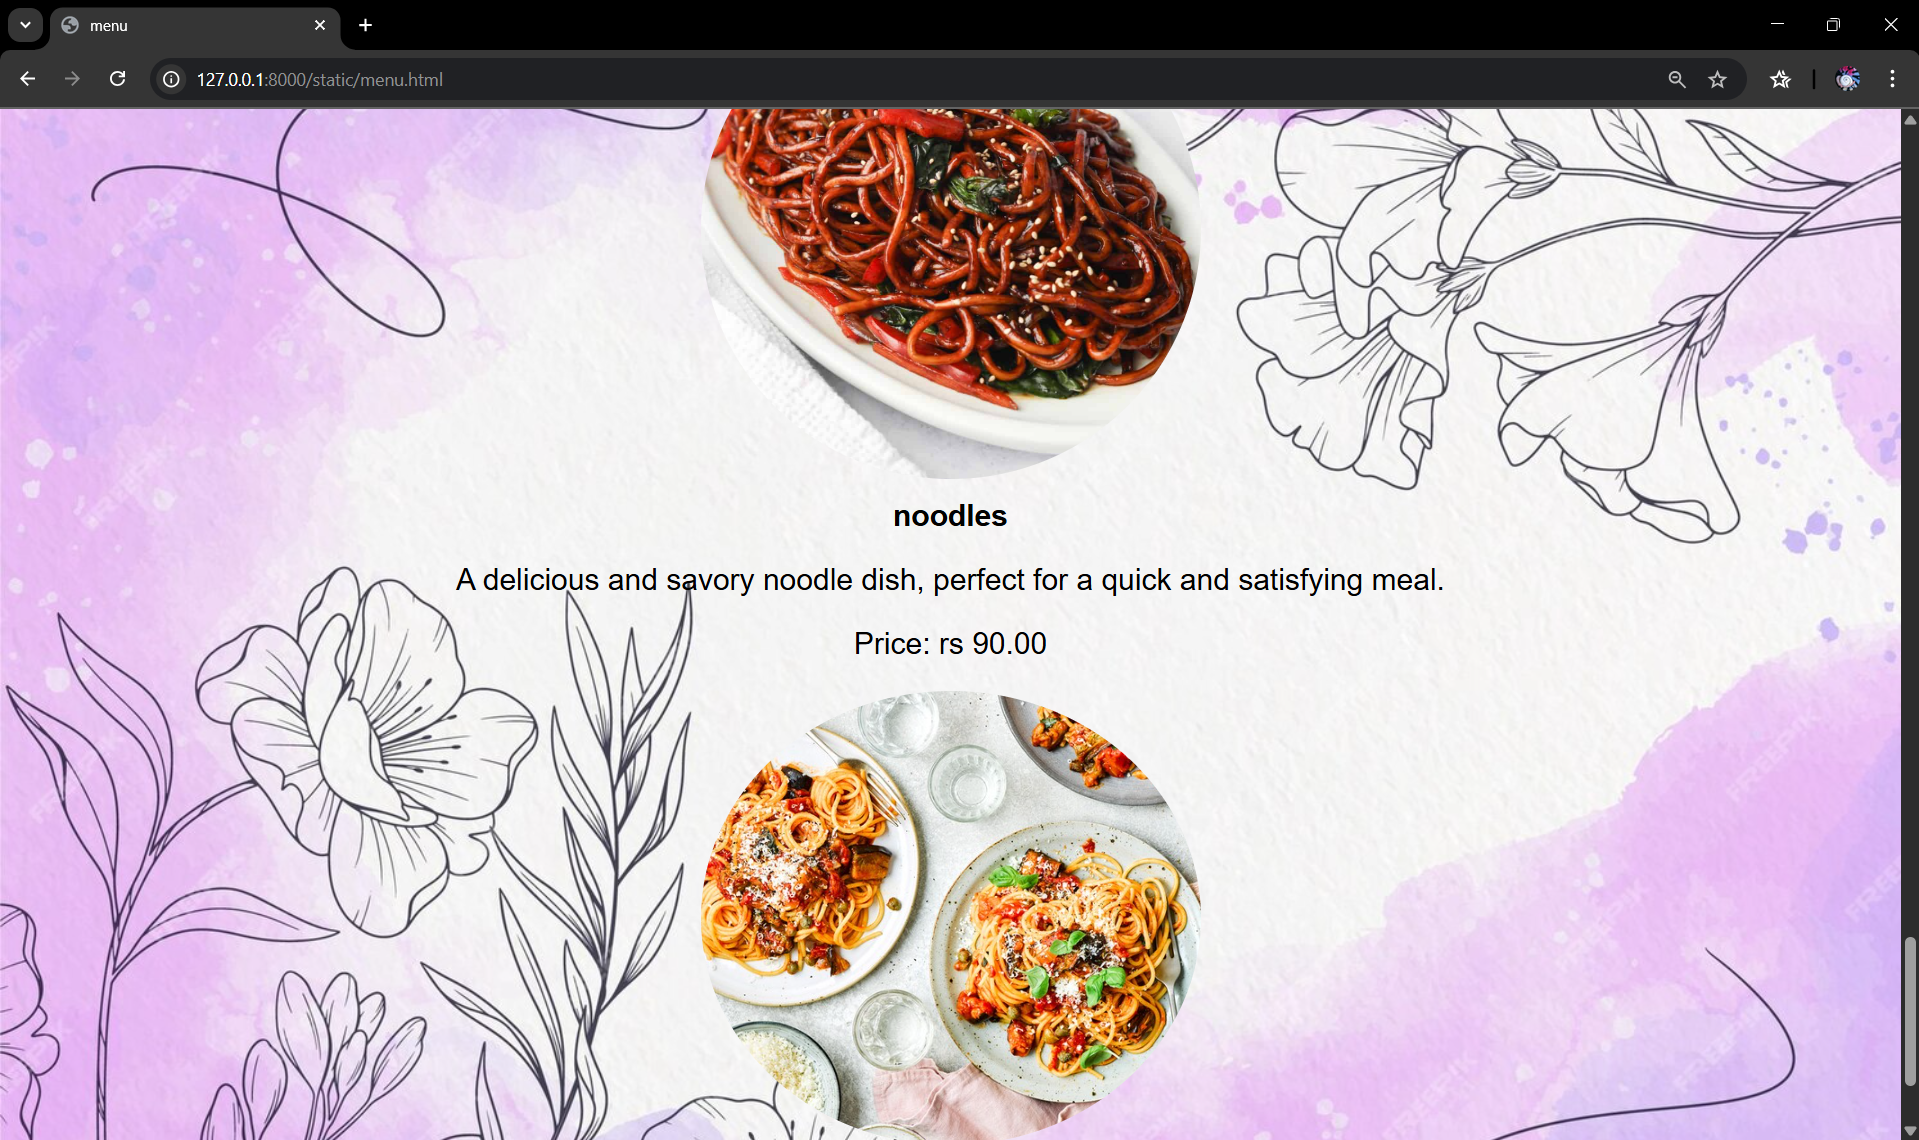 menu
127.0.0.1:8000/static/menu.html
noodles
A delicious and savory noodle dish, perfect for a quick and satisfying meal.
Price: rs 90.00
FREEPIK